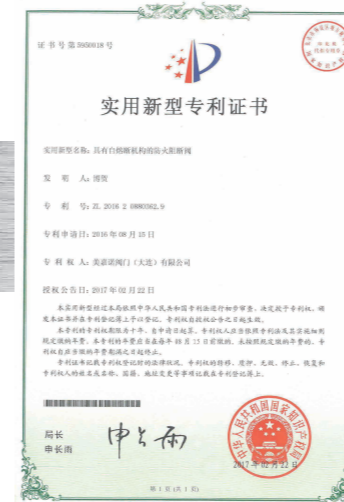 证书号第5950918号
实用新型专利证书
实用新型名称:具有自熔断机构的防火阻断阀
发 明 人:潘贺
专 利 号:ZL 2016 2 0880562.9
专利申请日:2016年08月15日
专 利 权 人:美嘉诺阀门(大连)有限公司
授权公告日:2017年02月22日
本实用新型经过本局依照中华人民共和国专利法进行初步审查,决定授予专利权,颁
发本证书并在专利登记簿上予以登记。专利权自授权公告之日起生效。
本专利的专利权期限为十年,自申请日起算。专利权人应当依照专利法及其实施细则
规定缴纳年费。本专利的年费应当在每年 08 月 15 日前缴纳。未按照规定缴纳年费的,专
利权自应当缴纳年费期满之日起终止。
专利证书记载专利权登记时的法律状况。专利权的转移、质押、无效、终止、恢复和
专利权人的姓名或名称、国籍、地址变更等事项记载在专利登记簿上。
局长
申长雨
申长雨
中华人民共和国国家知识产权局
2017年02月22日
第 1 页 (共 1 页)